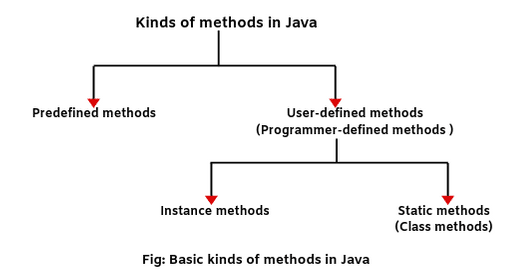 Kinds of methods in Java
Predefined methods
User-defined methods
(Programmer-defined methods )
Instance methods
Static methods
(Class methods)
Fig: Basic kinds of methods in Java